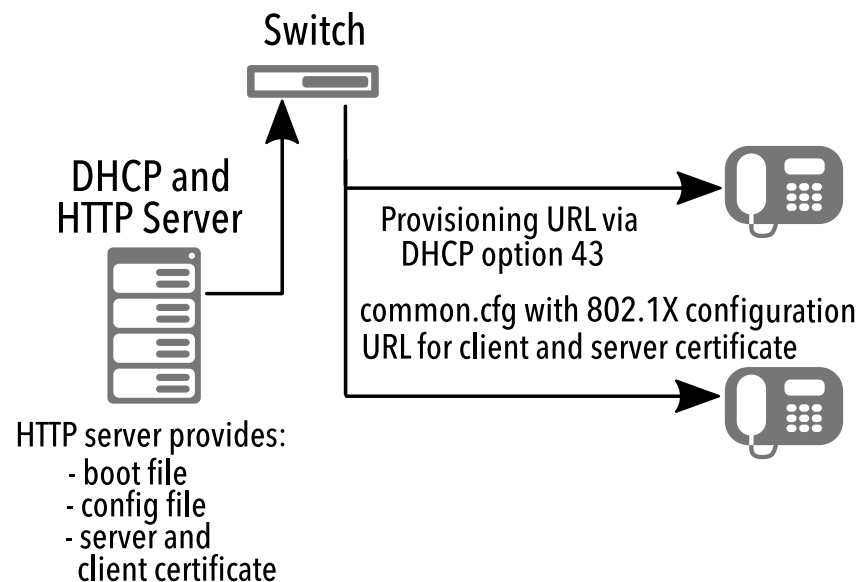 Switch
DHCP and
HTTP Server
Provisioning URL via
DHCP option 43
common.cfg with 802.1X configuration
URL for client and server certificate
HTTP server provides:
- boot file
- config file
- server and
client certificate